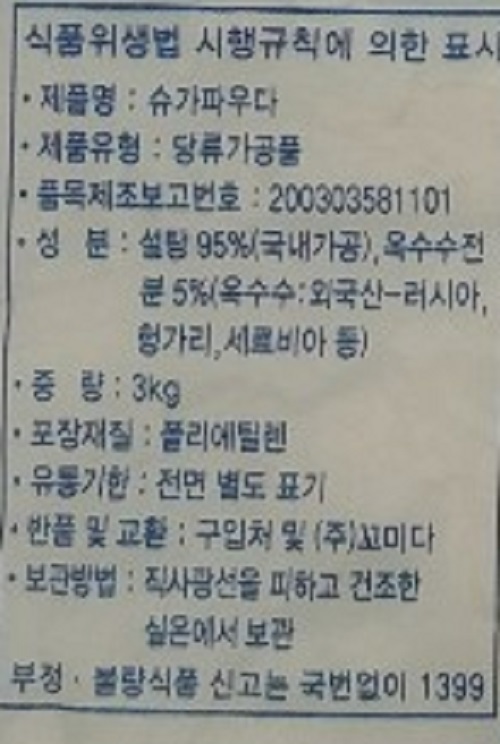 식품위생법 시행규칙에 의한 표시
· 제품명 : 슈가파우다
· 제품유형 : 당류가공품
· 품목제조보고번호 : 200303581101
· 성 분 : 설탕 95%(국내가공), 옥수수전
분 5%(옥수수:외국산-러시아,
헝가리,세르비아 등)
· 중 량 : 3kg
· 포장재질 : 폴리에틸렌
· 유통기한 : 전면 별도 표기
· 반품 및 교환 : 구입처 및 (주)꼬미다
· 보관방법 : 직사광선을 피하고 건조한
실온에서 보관
부정 · 불량식품 신고는 국번없이 1399